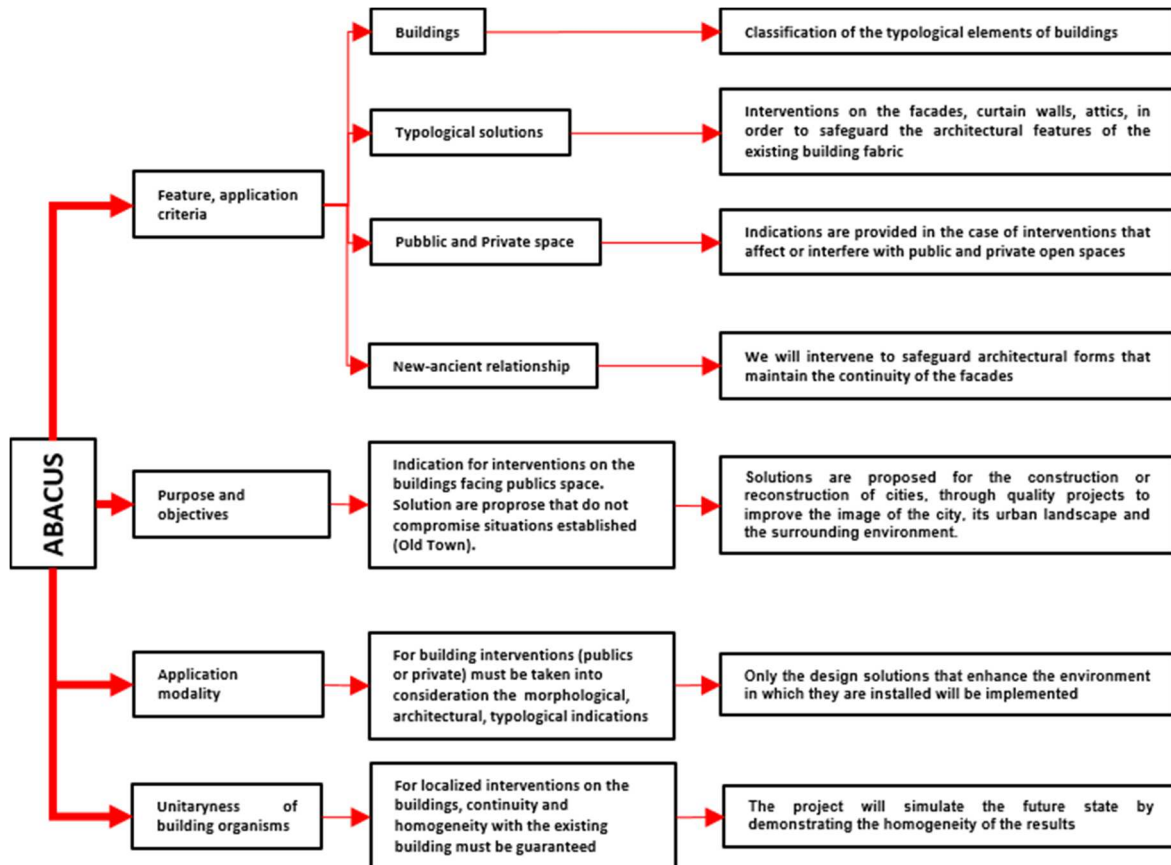 Buildings
Classification of the typological elements of buildings
Typological solutions
Interventions on the facades, curtain walls, attics, in
order to safeguard the architectural features of the
existing building fabric
Feature, application
criteria
Pubblic and Private space
Indications are provided in the case of interventions that
affect or interfere with public and private open spaces
New-ancient relationship
We will intervene to safeguard architectural forms that
maintain the continuity of the facades
ABACUS
Purpose and
objectives
Indication for interventions on the
buildings facing publics space.
Solution are proprose that do not
compromise situations established
(Old Town).
Solutions are proposed for the construction or
reconstruction of cities, through quality projects to
improve the image of the city, its urban landscape and
the surrounding environment.
Application
modality
For building interventions (publics
or private) must be taken into
consideration the morphological,
architectural, typological indications
Only the design solutions that enhance the environment
in which they are installed will be implemented
Unitaryness of
building organisms
For localized interventions on the
buildings, continuity and
homogeneity with the existing
building must be guaranteed
The project will simulate the future state by
demonstrating the homogeneity of the results